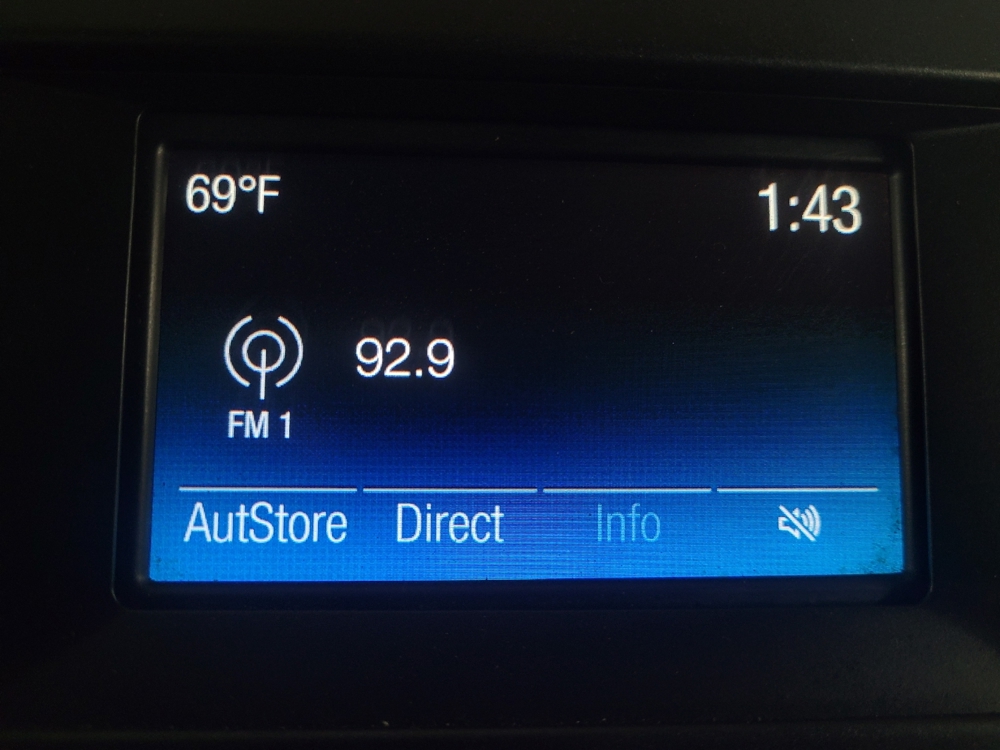 69°F
1:43
92.9
FM 1
AutStore Direct Info